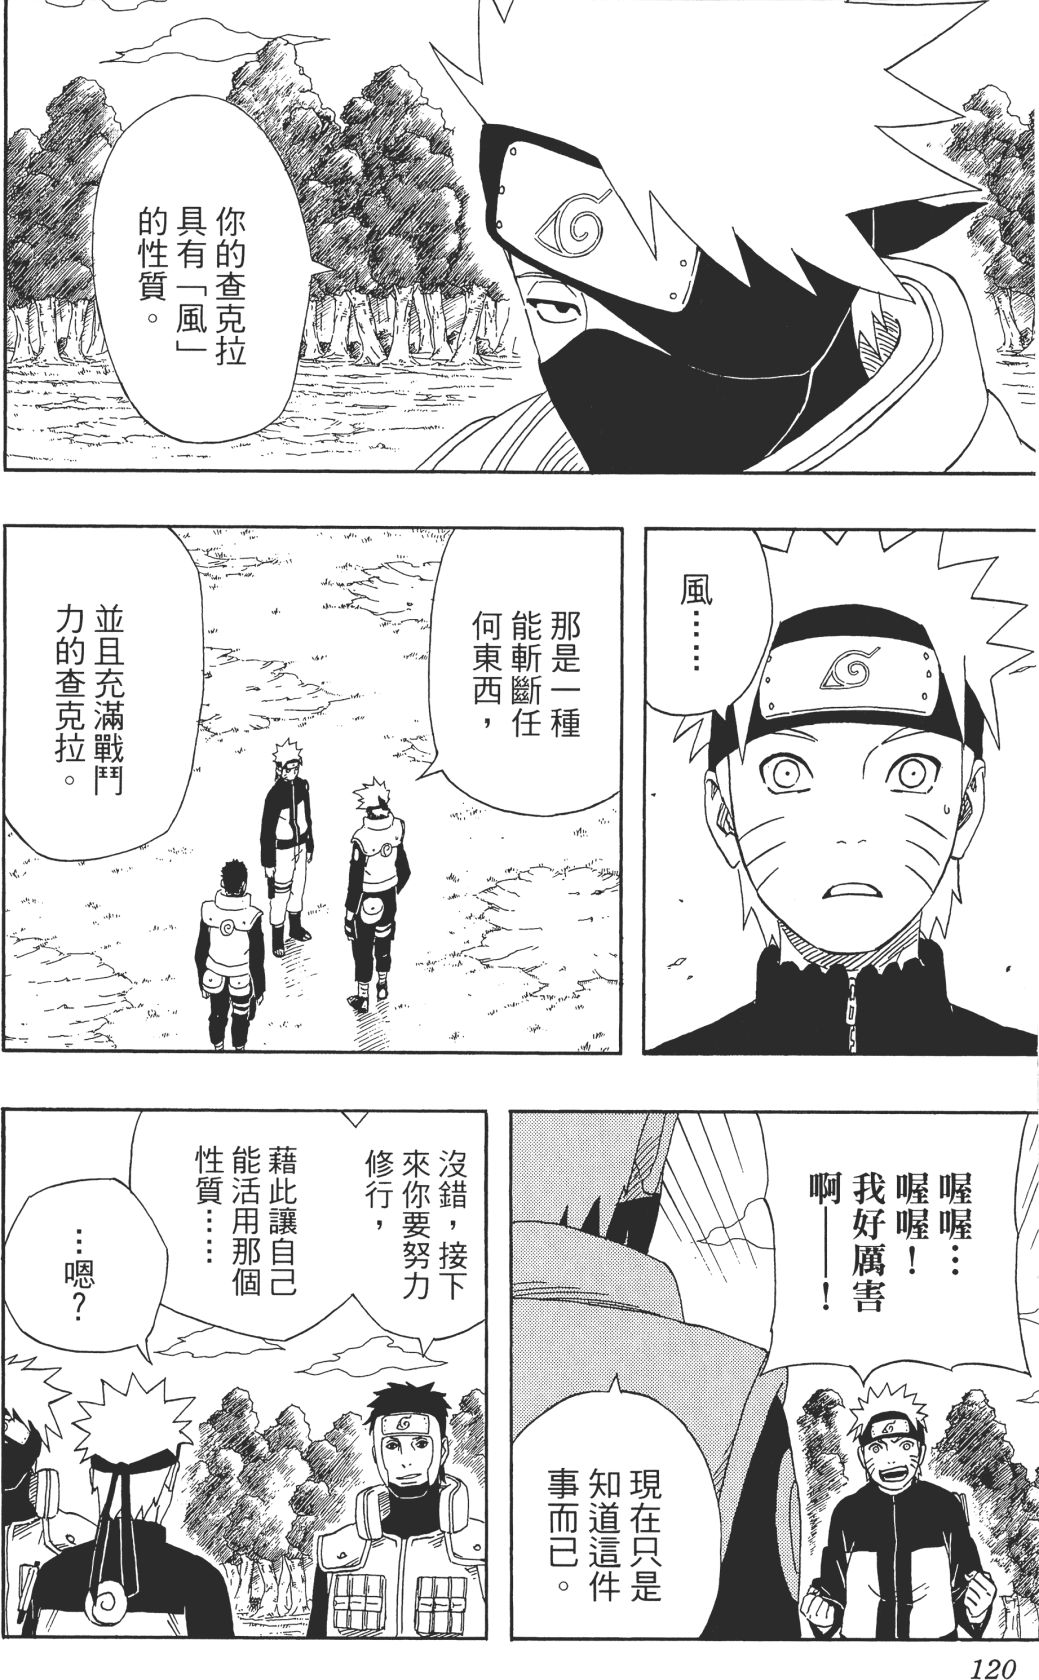 你的查克拉
具有「風」
的性質。
風……
那是一種
能斬斷任
何東西，
並且充滿戰鬥
力的查克拉。
喔喔…
喔喔！
我好厲害
啊——！
現在只是
知道這件
事而已。
沒錯，接下
來你要努力
修行，
藉此讓自己
能活用那個
性質……
…嗯？
120